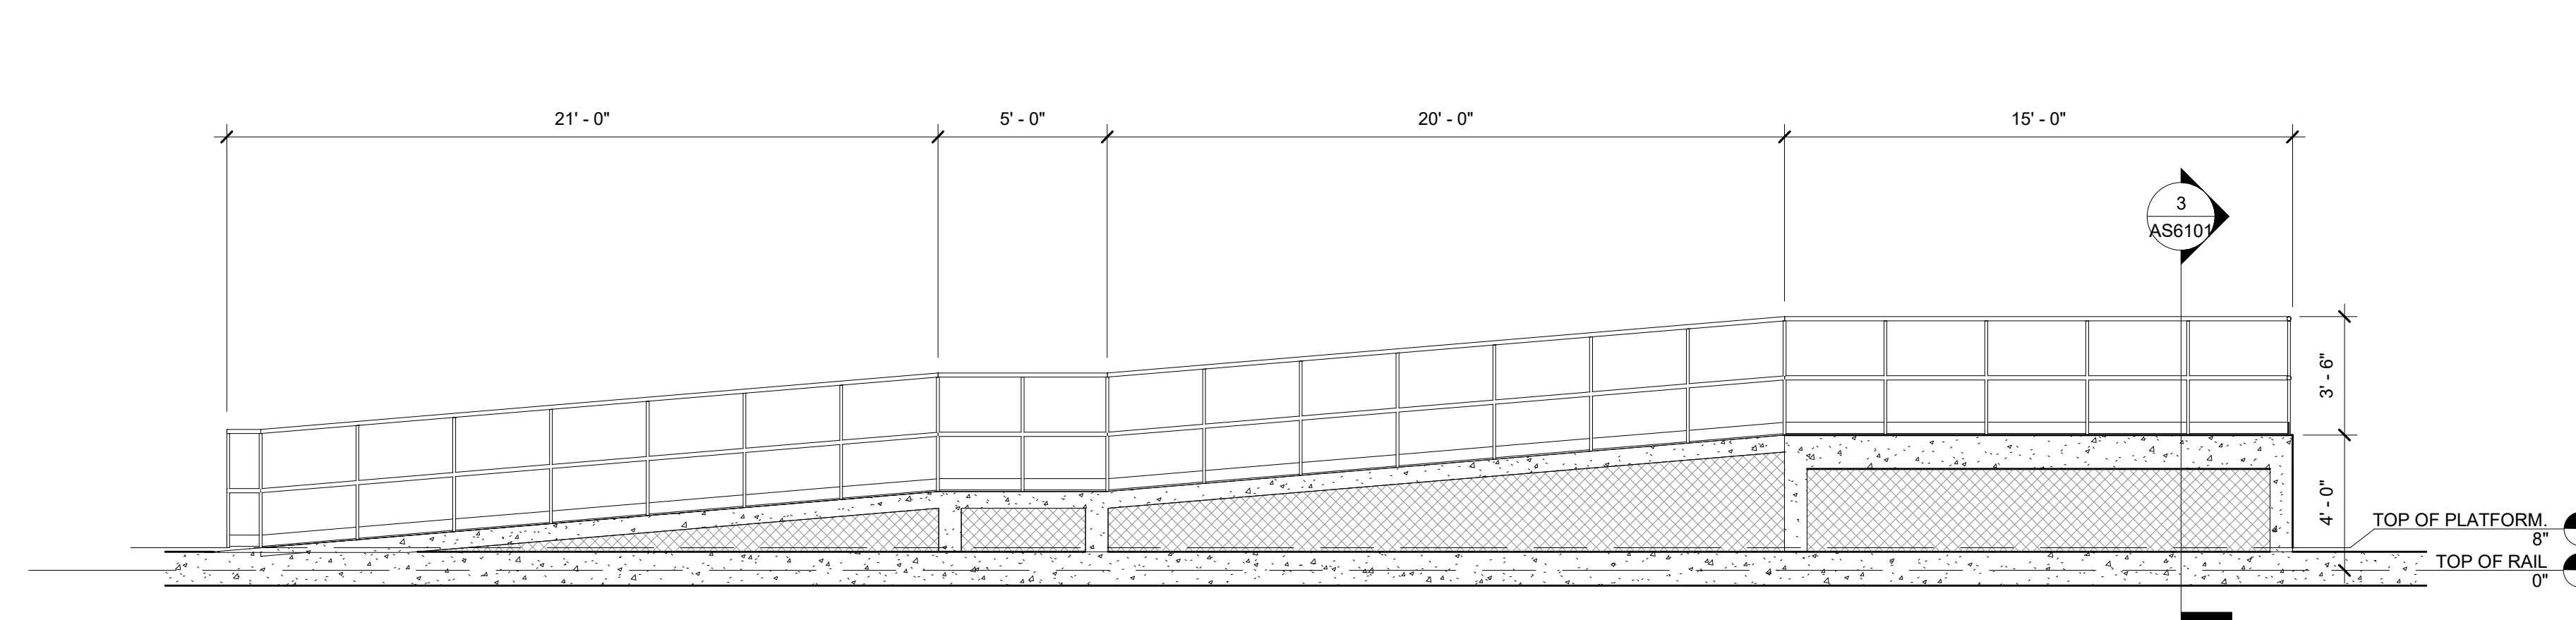 21' - 0"
5' - 0"
20' - 0"
15' - 0"
3
AS6101
3' - 6"
4' - 0"
TOP OF PLATFORM.
8"
TOP OF RAIL
0"